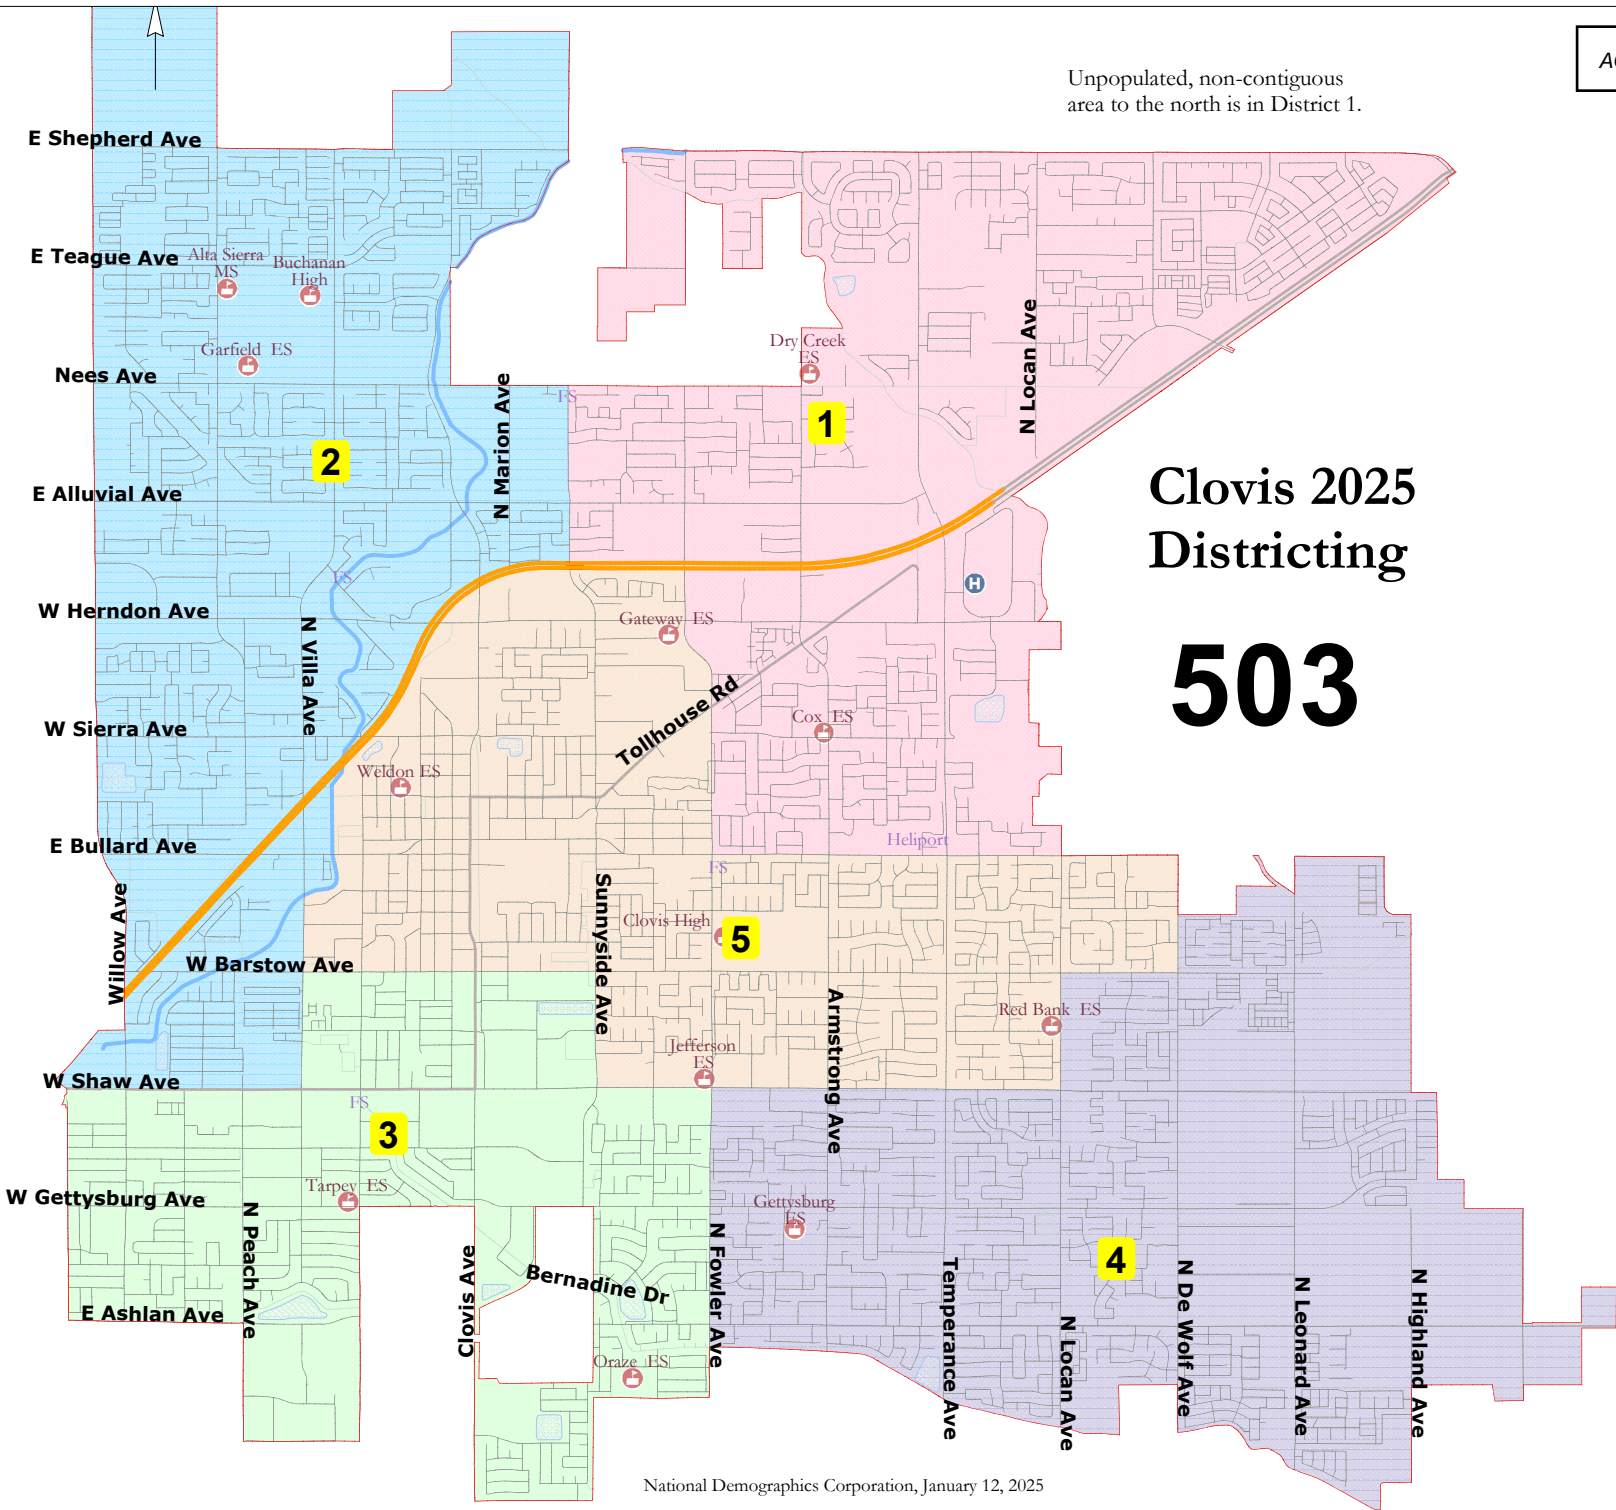 Unpopulated, non-contiguous
area to the north is in District 1.
E Shepherd Ave
E Teague Ave
Alta Sierra
MS
Buchanan
High
Garfield ES
Nees Ave
Dry Creek
ES
N Locan Ave
FS
N Marion Ave
1
2
E Alluvial Ave
Clovis 2025
Districting
503
FS
H
W Herndon Ave
N Villa Ave
Gateway ES
Tollhouse Rd
Cox ES
W Sierra Ave
Weldon ES
E Bullard Ave
Heliport
FS
Willow Ave
Sunnyside Ave
Clovis High
5
W Barstow Ave
Armstrong Ave
Red Bank ES
Jefferson
ES
W Shaw Ave
FS
3
Tarpey ES
W Gettysburg Ave
Gettysburg
ES
N Peach Ave
Clovis Ave
Bernadine Dr
N Fowler Ave
4
Temperance Ave
N Locan Ave
N De Wolf Ave
N Leonard Ave
N Highland Ave
E Ashlan Ave
Oraze ES
National Demographics Corporation, January 12, 2025